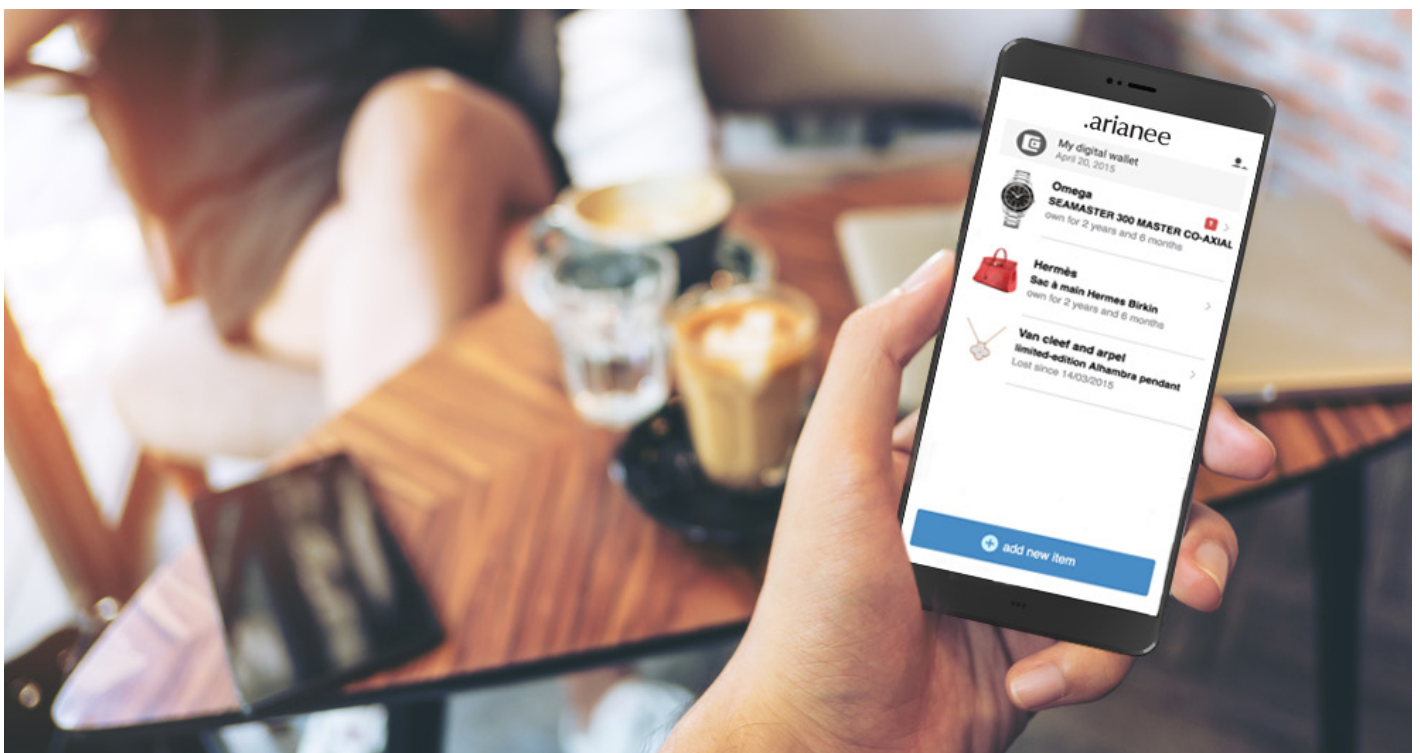 .arianee
My digital wallet
April 20, 2015
Omega
SEAMASTER 300 MASTER CO-AXIAL
1
own for 2 years and 6 months
Hermès
Sac à main Hermes Birkin
own for 2 years and 6 months
Van cleef and arpel
limited-edition Alhambra pendant
Lost since 14/03/2015
add new item